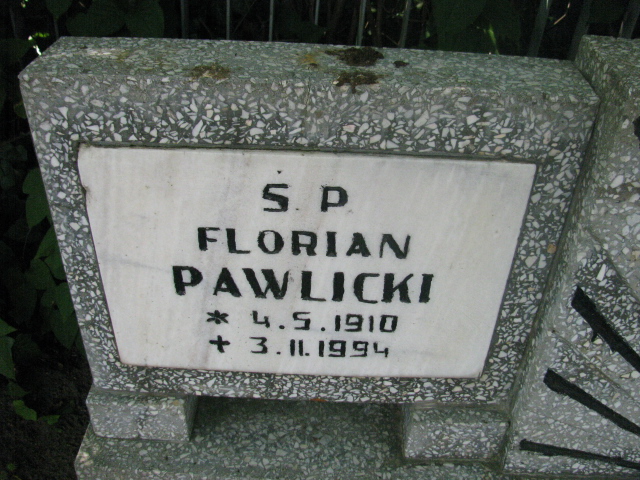 Ś.P
FLORIAN
PAWLICKI
* 4.5.1910
+ 3.11.1994